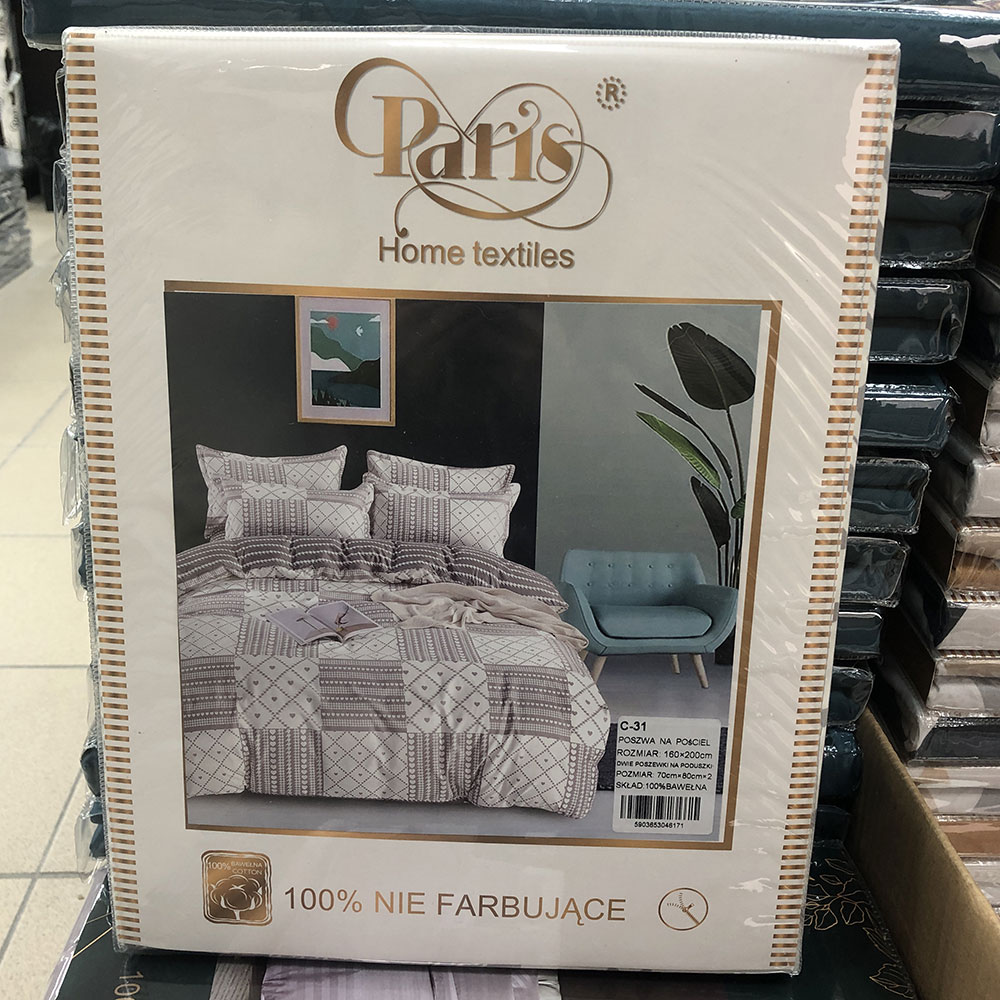 Paris ®
Home textiles
C-31
POSZWA NA POŚCIEL
ROZMIAR: 160×200cm
DWIE POSZEWKI NA PODUSZKI
POZMIAR: 70cm×80cm×2
SKŁAD:100%BAWEŁNA
5903653046171
100% BAWEŁNA
COTTON
100% NIE FARBUJĄCE